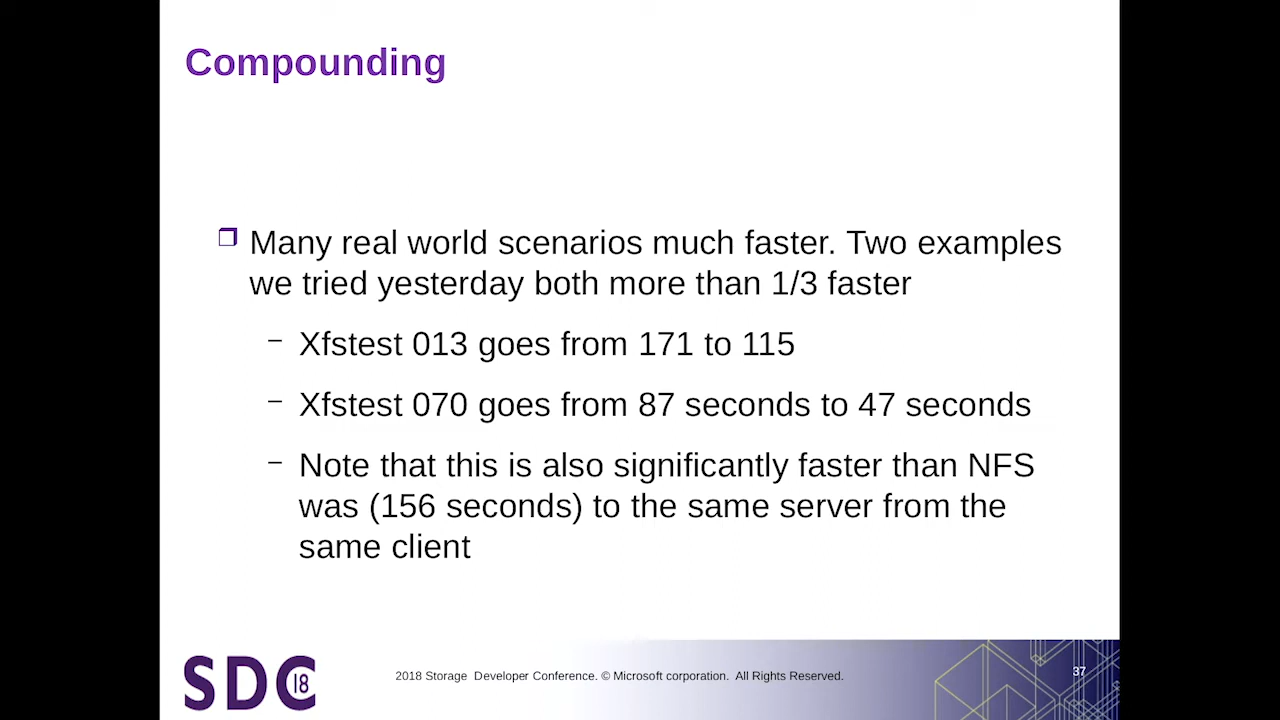 Compounding
Many real world scenarios much faster. Two examples
we tried yesterday both more than 1/3 faster
– Xfstest 013 goes from 171 to 115
– Xfstest 070 goes from 87 seconds to 47 seconds
– Note that this is also significantly faster than NFS
was (156 seconds) to the same server from the
same client
SDC 18
2018 Storage Developer Conference. © Microsoft corporation. All Rights Reserved.
37